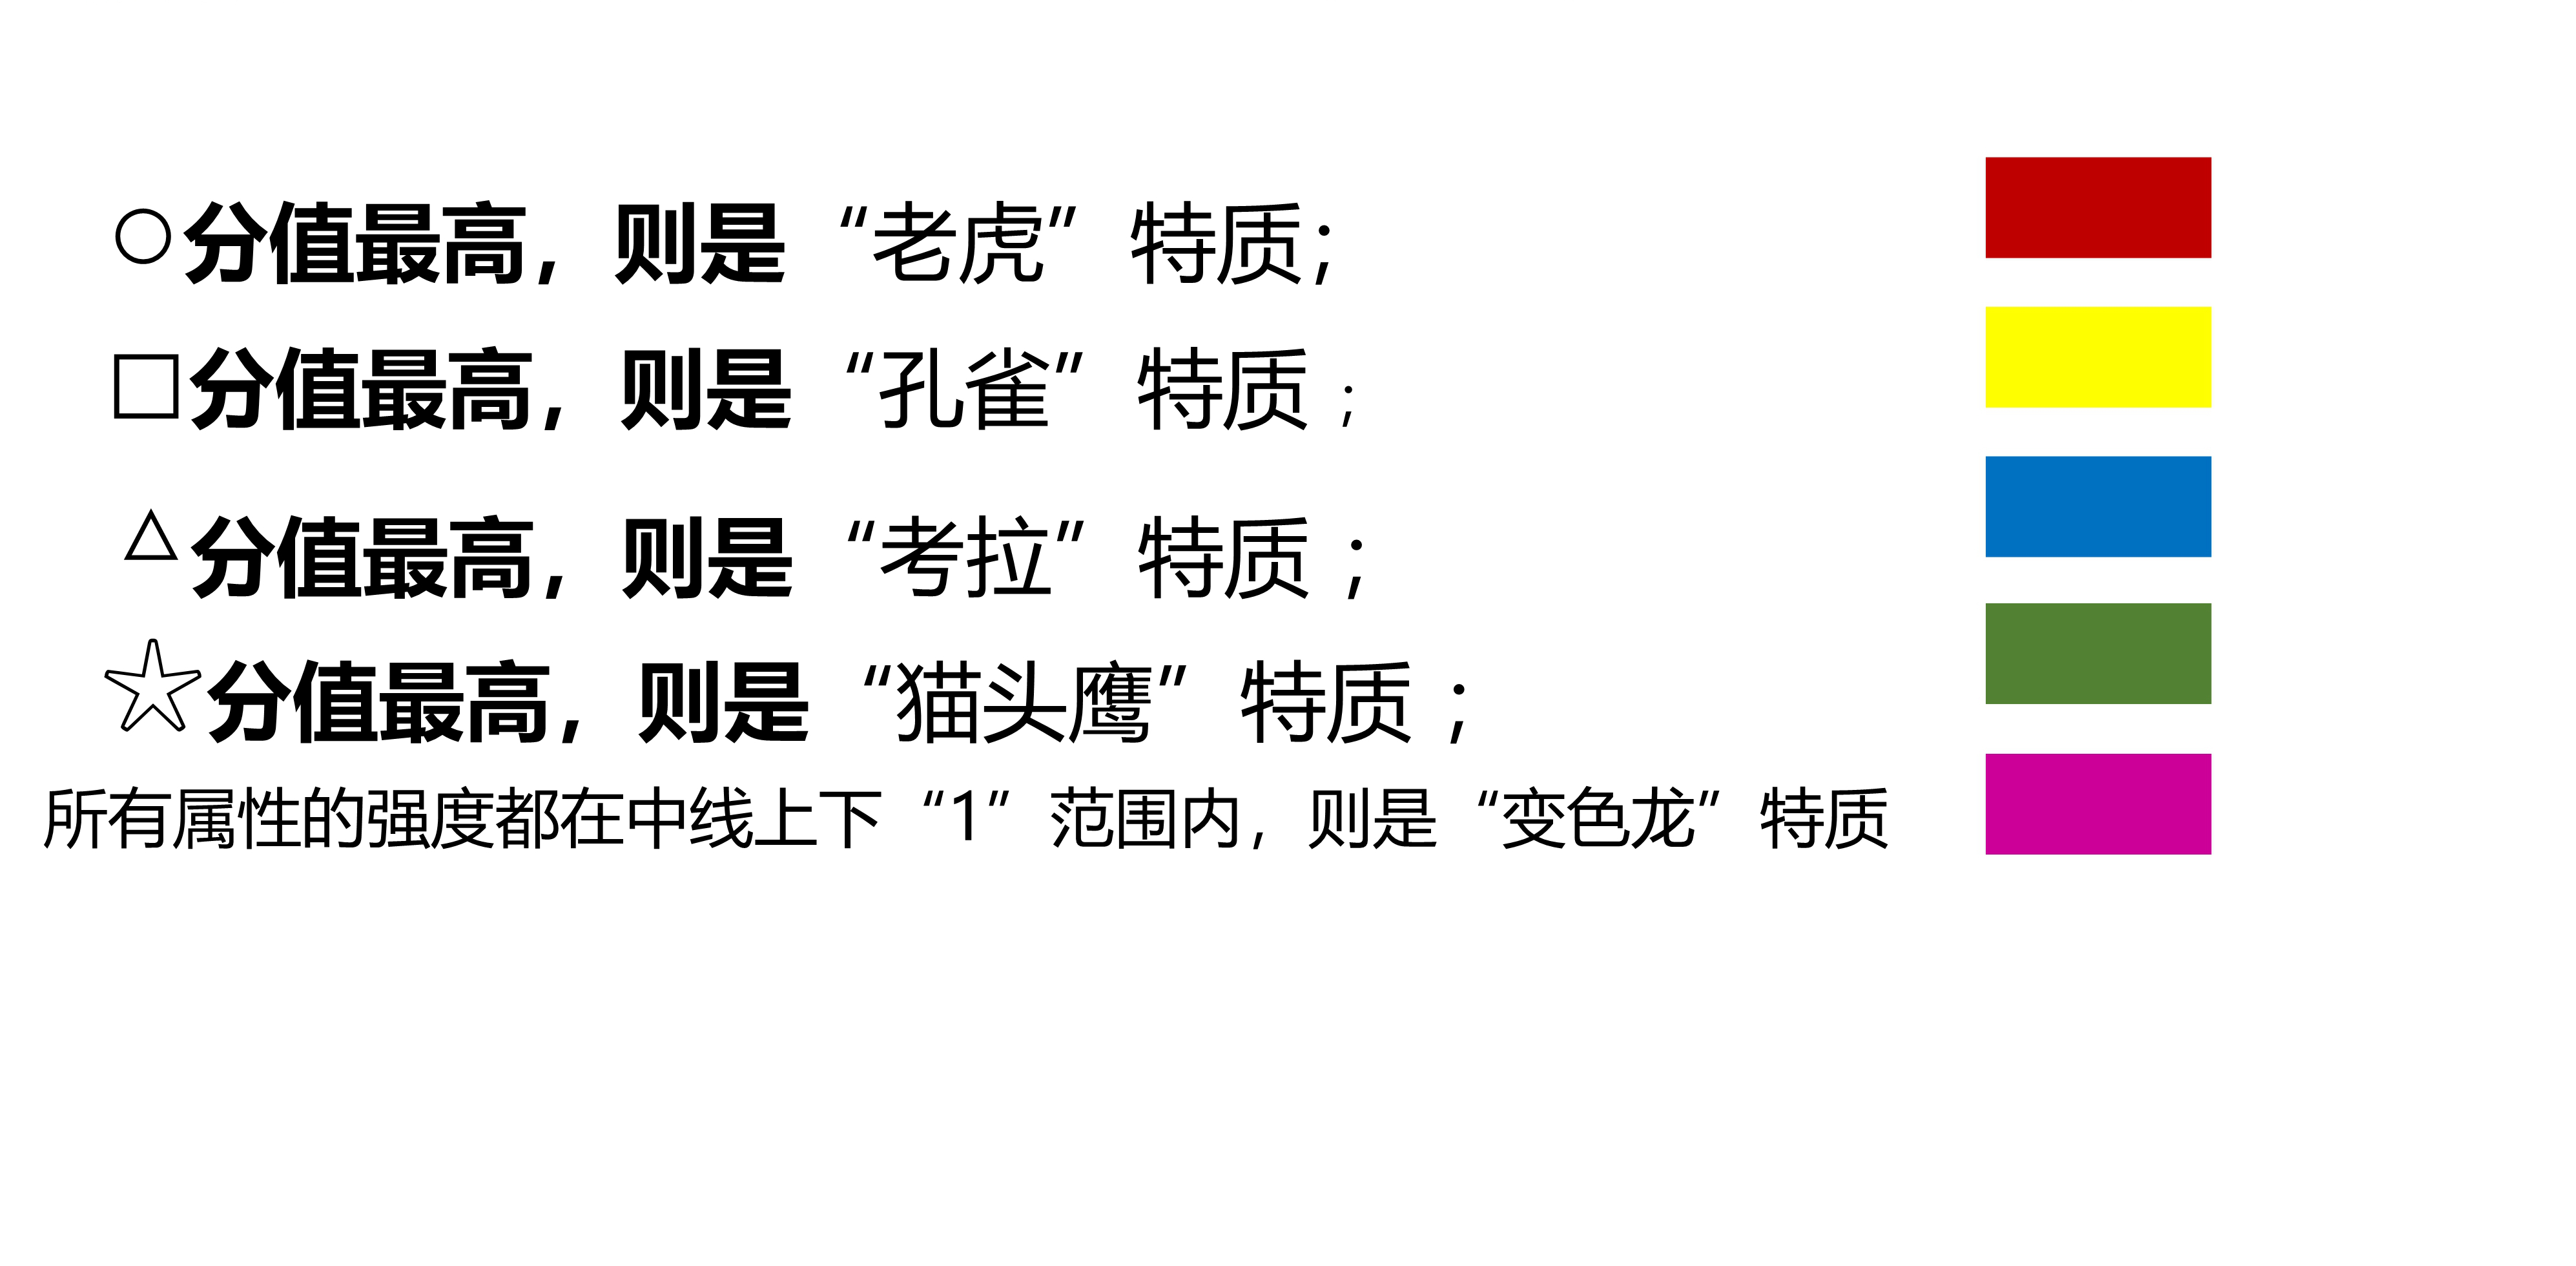 ○分值最高，则是“老虎”特质；
□分值最高，则是“孔雀”特质；
△分值最高，则是“考拉”特质；
☆分值最高，则是“猫头鹰”特质；
所有属性的强度都在中线上下“1”范围内，则是“变色龙”特质